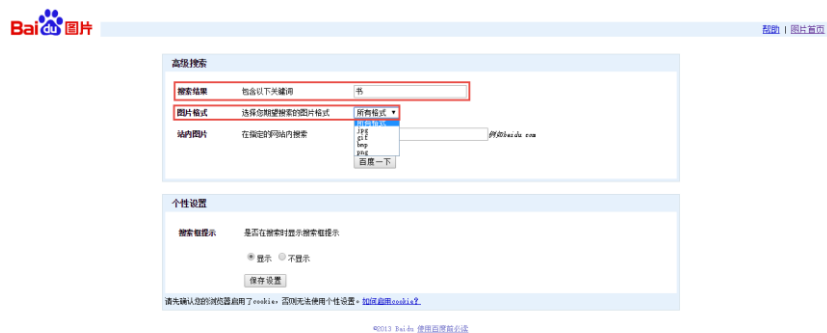 Baidu图片
帮助 | 图片首页
高级搜索
搜索结果 包含以下关键词 书
图片格式 选择您期望搜索的图片格式 所有格式
所有格式
jpg
gif
bmp
png
站内图片 在指定的网站内搜索 例如baidu.com
百度一下
个性设置
搜索框提示 是否在搜索时显示搜索框提示
显示 不显示
保存设置
请先确认您的浏览器启用了cookie，否则无法使用个性设置。如何启用cookie？
©2013 Baidu 使用百度前必读